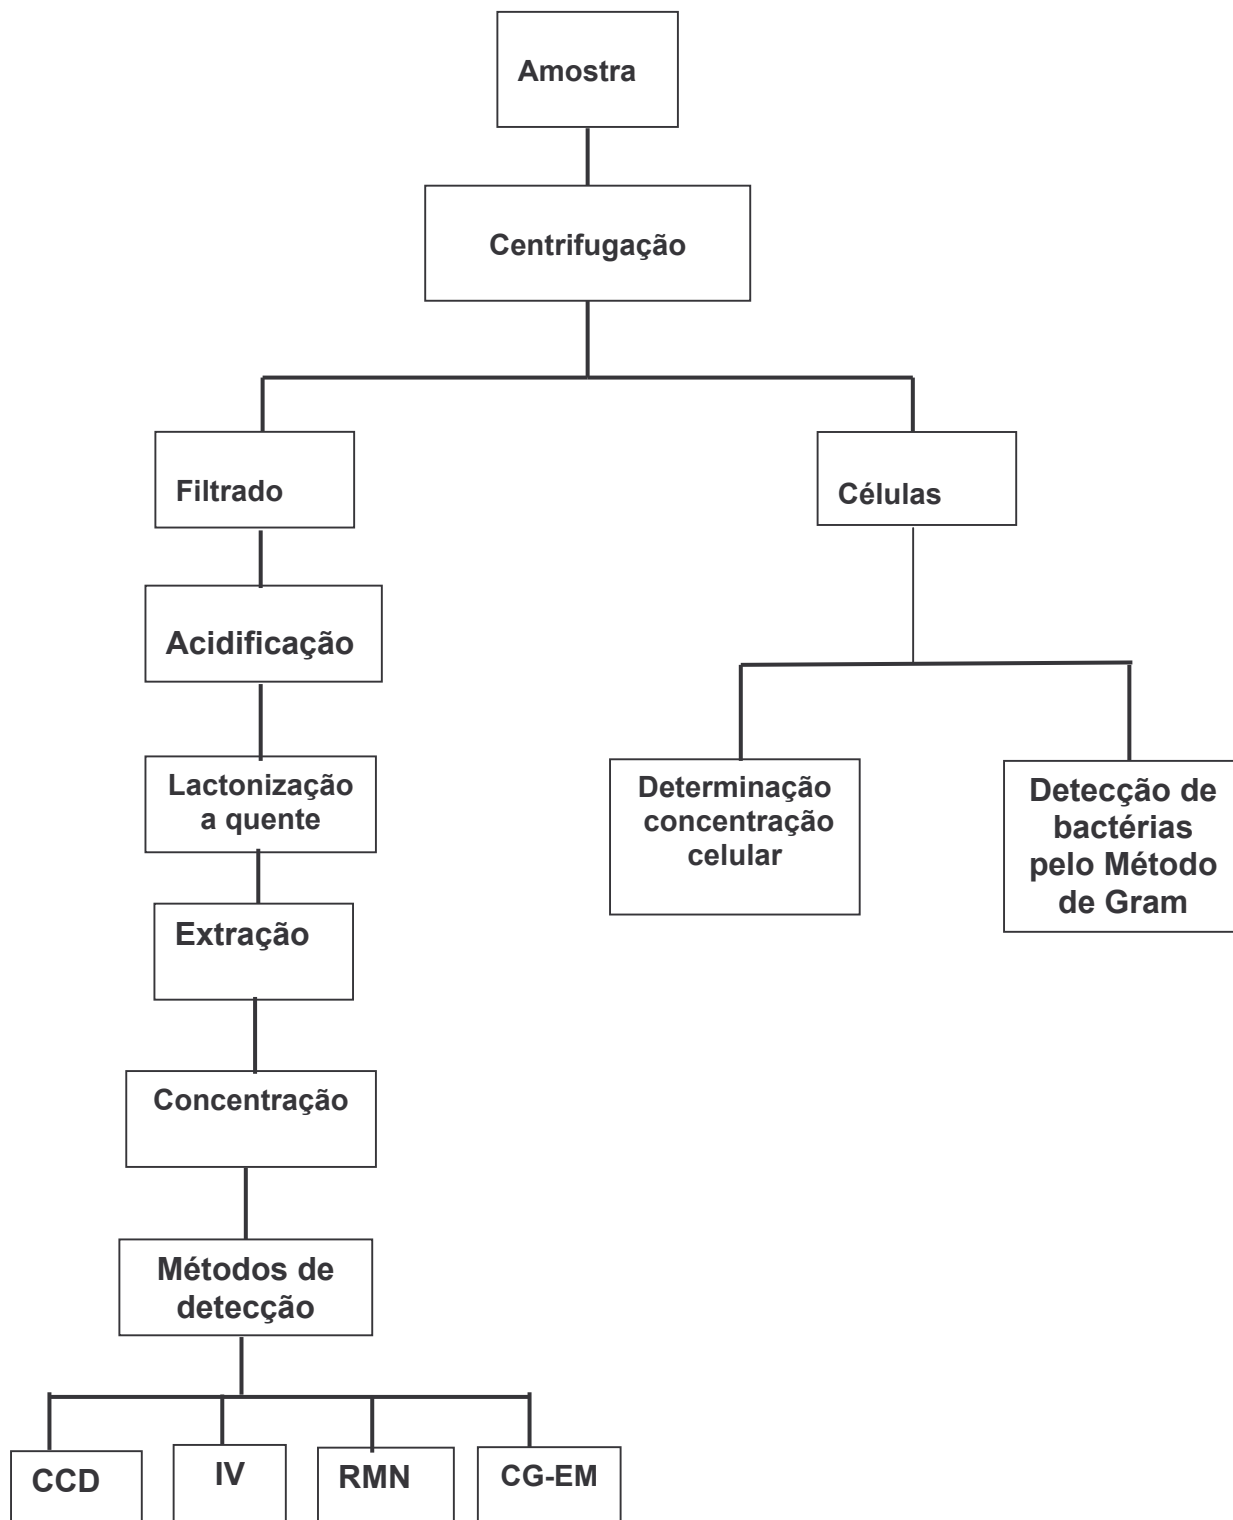 Amostra
Centrifugação
Filtrado
Células
Acidificação
Lactonização
a quente
Determinação
concentração
celular
Detecção de
bactérias
pelo Método
de Gram
Extração
Concentração
Métodos de
detecção
CCD
IV
RMN
CG-EM